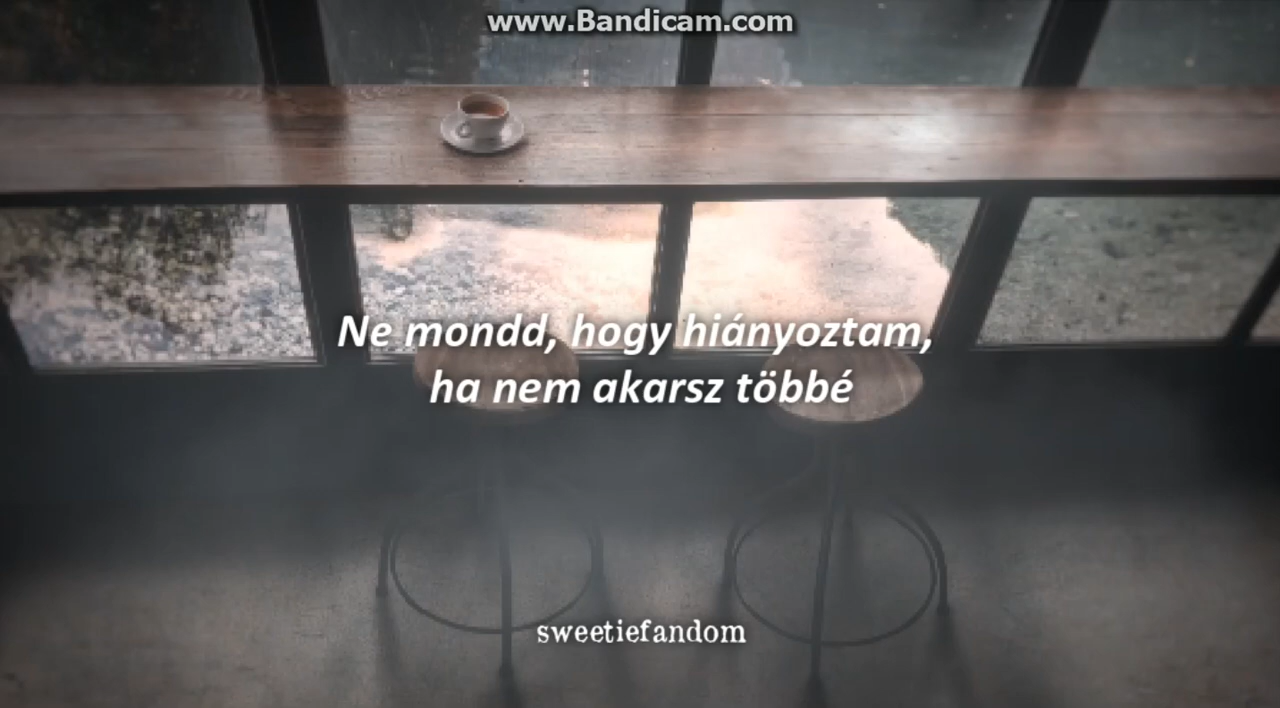 www.Bandicam.com
Ne mondd, hogy hiányoztam,
ha nem akarsz többé
sweetiefandom